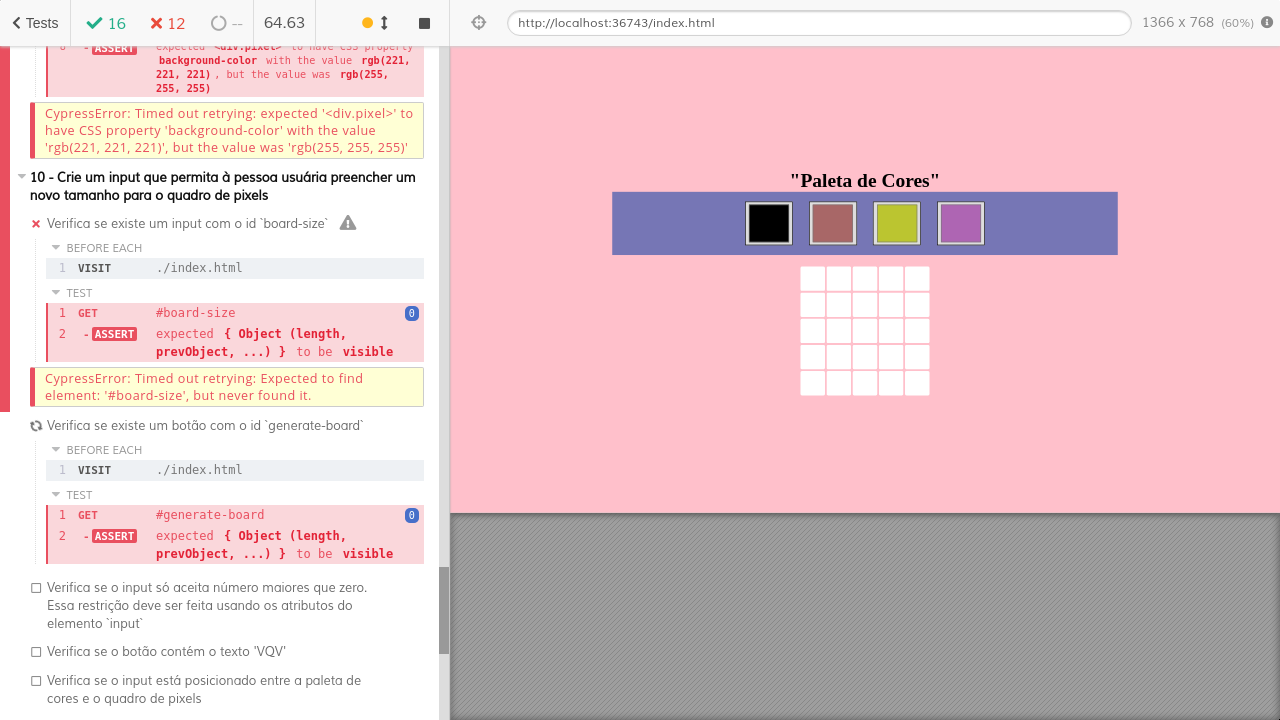 Tests 16 12 -- 64.63 http://localhost:36743/index.html 1366 x 768 (60%)
6 -ASSERT expected <div.pixel> to have CSS property
background-color with the value rgb(221,
221, 221), but the value was rgb(255,
255, 255)
CypressError: Timed out retrying: expected '<div.pixel>' to
have CSS property 'background-color' with the value
'rgb(221, 221, 221)', but the value was 'rgb(255, 255, 255)'
10 - Crie um input que permita à pessoa usuária preencher um
novo tamanho para o quadro de pixels
Verifica se existe um input com o id `board-size`
BEFORE EACH
1 VISIT ./index.html
TEST
1 GET #board-size 0
2 -ASSERT expected { Object (length,
prevObject, ...) } to be visible
CypressError: Timed out retrying: Expected to find
element: '#board-size', but never found it.
Verifica se existe um botão com o id `generate-board`
BEFORE EACH
1 VISIT ./index.html
TEST
1 GET #generate-board 0
2 -ASSERT expected { Object (length,
prevObject, ...) } to be visible
Verifica se o input só aceita número maiores que zero.
Essa restrição deve ser feita usando os atributos do
elemento `input`
Verifica se o botão contém o texto 'VQV'
Verifica se o input está posicionado entre a paleta de
cores e o quadro de pixels
"Paleta de Cores"